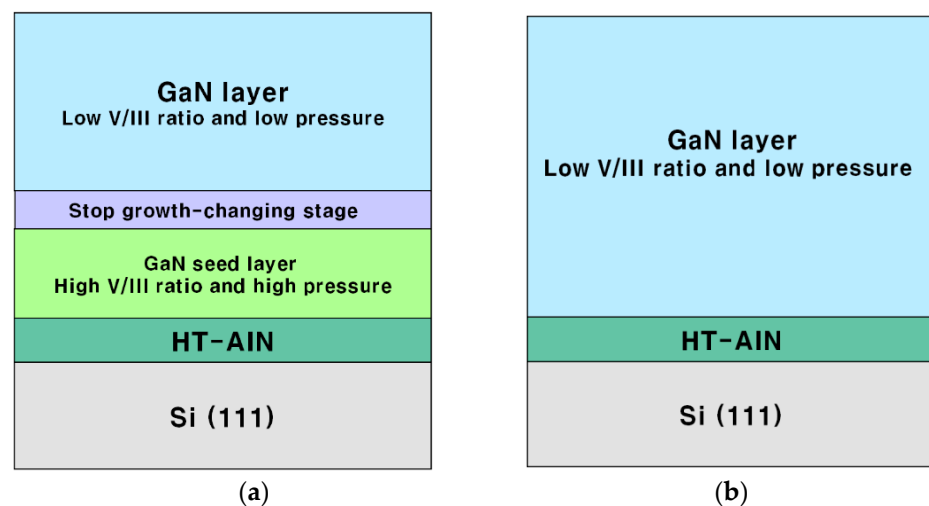 GaN layer
Low V/III ratio and low pressure
Stop growth-changing stage
GaN seed layer
High V/III ratio and high pressure
HT-AlN
Si (111)
(a)
GaN layer
Low V/III ratio and low pressure
HT-AlN
Si (111)
(b)